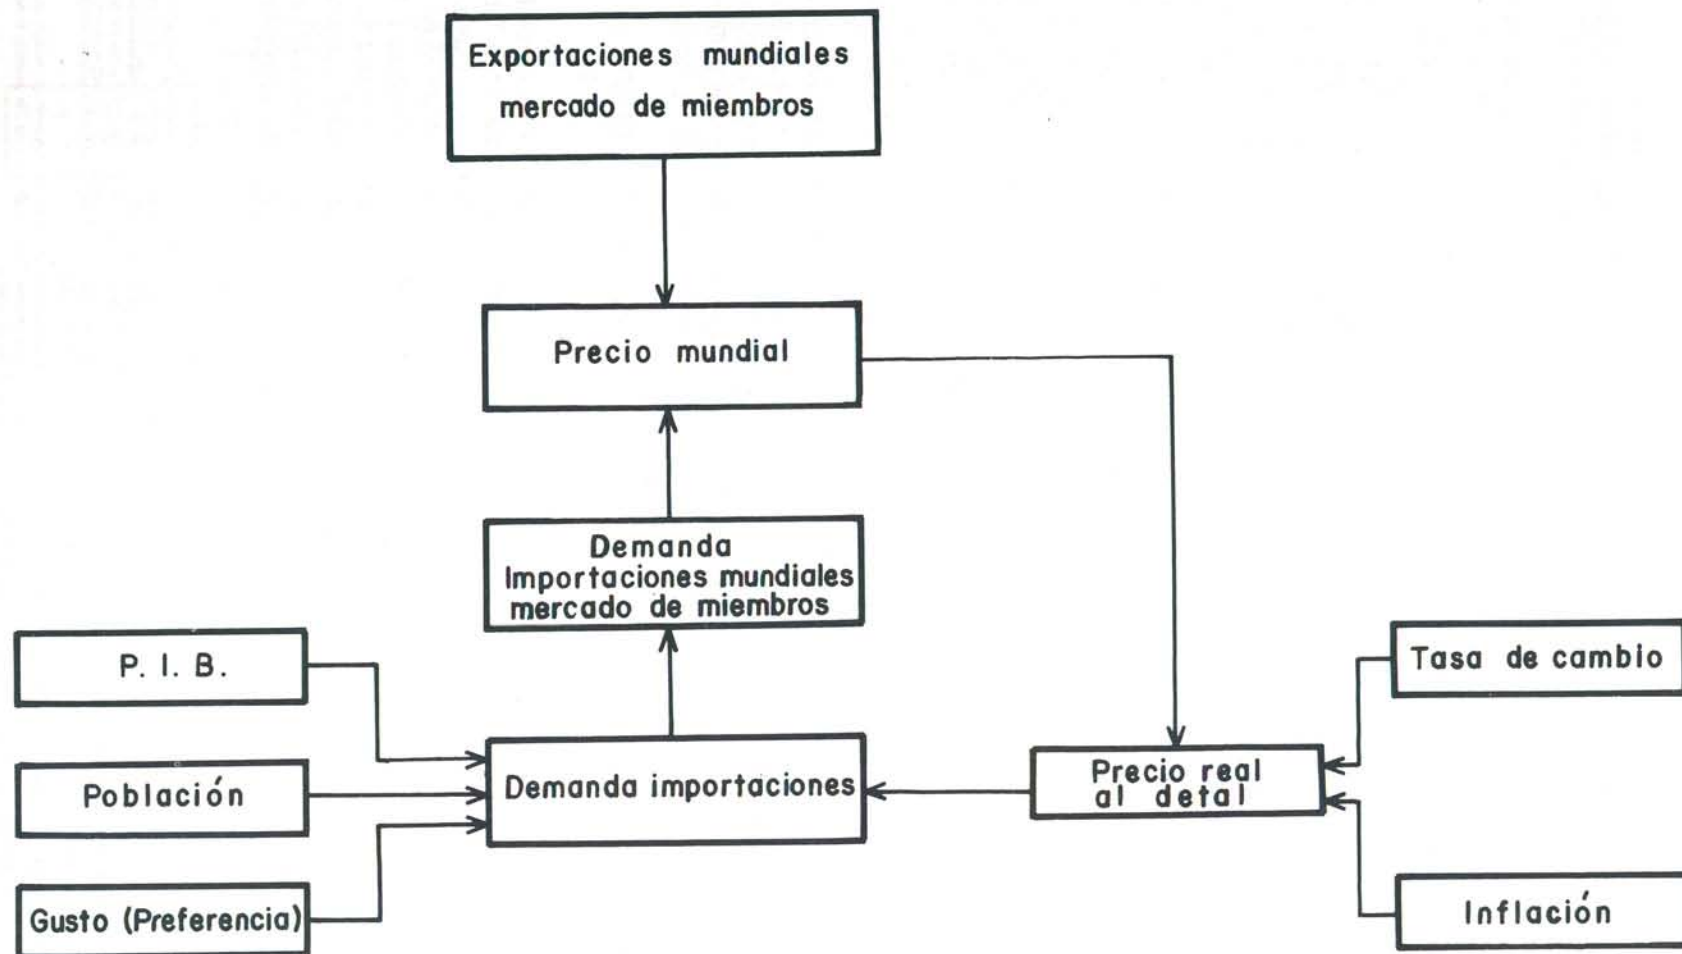 Exportaciones mundiales
mercado de miembros
Precio mundial
Demanda
Importaciones mundiales
mercado de miembros
P. I. B.
Tasa de cambio
Población
Demanda importaciones
Precio real
al detal
Gusto (Preferencia)
Inflación